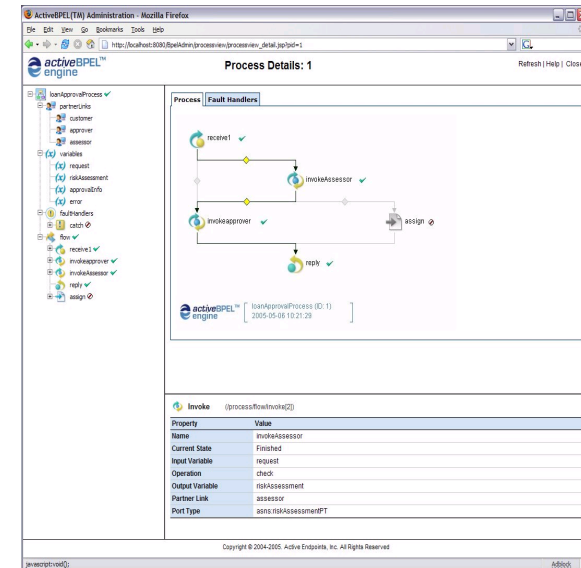 ActiveBPEL(TM) Administration - Mozilla Firefox
File Edit View Go Bookmarks Tools Help
http://localhost:8080/BpelAdmin/processview/processview_detail.jsp?pid=1
G
activeBPEL™ engine
Process Details: 1
Refresh | Help | Close
loanApprovalProcess
partnerLinks
customer
approver
assessor
(x) variables
(x) request
(x) riskAssessment
(x) approvalInfo
(x) error
faultHandlers
catch
flow
receive1
invokeapprover
invokeAssessor
reply
assign
Process Fault Handlers
receive1
invokeAssessor
invokeapprover
assign
reply
activeBPEL™ engine
loanApprovalProcess (ID: 1)
2005-05-06 10:21:29
Invoke (/process/flow/invoke[2])
Property Value
Name invokeAssessor
Current State Finished
Input Variable request
Operation check
Output Variable riskAssessment
Partner Link assessor
Port Type asns:riskAssessmentPT
Copyright © 2004-2005. Active Endpoints, Inc. All Rights Reserved
javascript:void(); Adblock